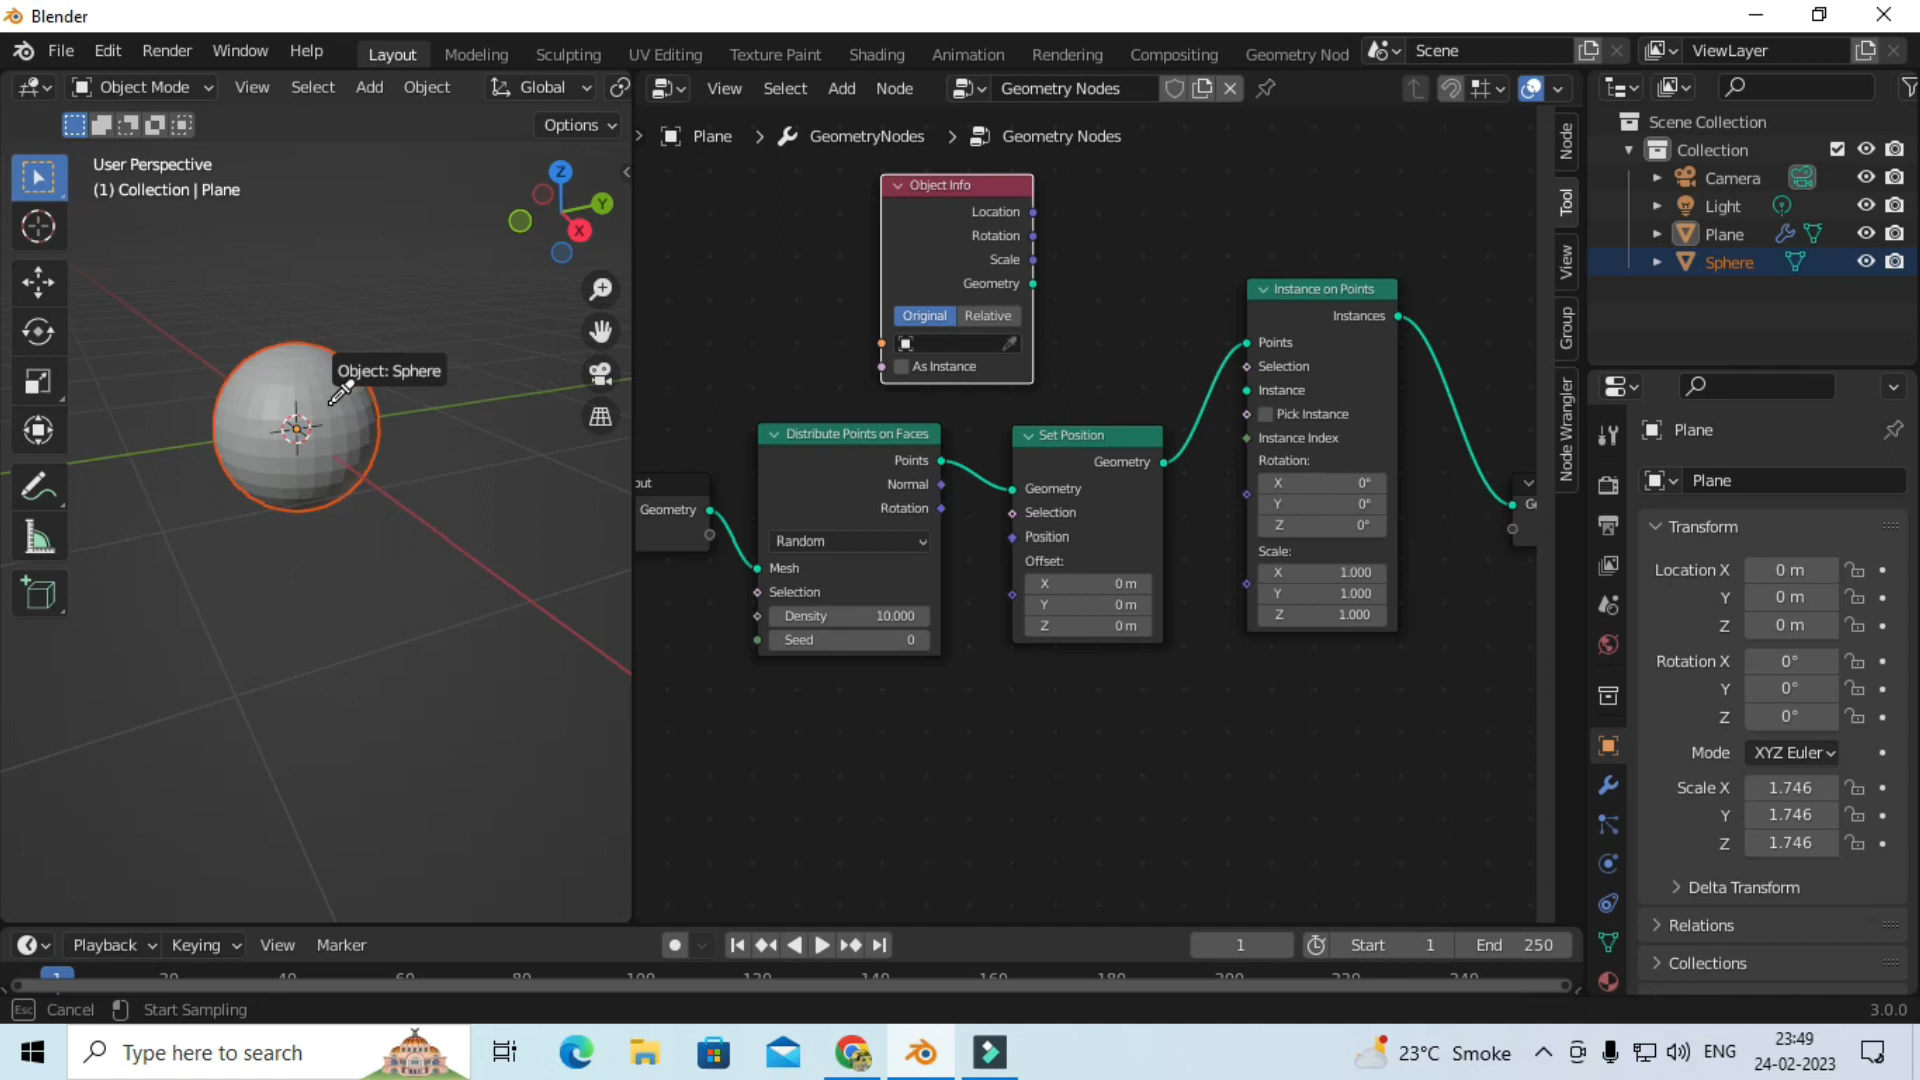 Blender
File Edit Render Window Help
Layout Modeling Sculpting UV Editing Texture Paint Shading Animation Rendering Compositing Geometry Nod
Scene
ViewLayer
Object Mode
View Select Add Object
Global
Options
User Perspective
(1) Collection | Plane
Z
Y
X
Object: Sphere
View Select Add Node
Geometry Nodes
Plane > GeometryNodes > Geometry Nodes
Object Info
Location
Rotation
Scale
Geometry
Original Relative
As Instance
out
Geometry
Distribute Points on Faces
Points
Normal
Rotation
Random
Mesh
Selection
Density 10.000
Seed 0
Set Position
Geometry
Geometry
Selection
Position
Offset:
X 0 m
Y 0 m
Z 0 m
Instance on Points
Instances
Points
Selection
Instance
Pick Instance
Instance Index
Rotation:
X 0°
Y 0°
Z 0°
Scale:
X 1.000
Y 1.000
Z 1.000
Node
Tool
View
Group
Node Wrangler
Scene Collection
Collection
Camera
Light
Plane
Sphere
Plane
Plane
Transform
Location X 0 m
Y 0 m
Z 0 m
Rotation X 0°
Y 0°
Z 0°
Mode XYZ Euler
Scale X 1.746
Y 1.746
Z 1.746
Delta Transform
Relations
Collections
Playback Keying View Marker
1
Start 1
End 250
1
Esc Cancel Start Sampling
3.0.0
Type here to search
23°C Smoke
ENG
23:49
24-02-2023